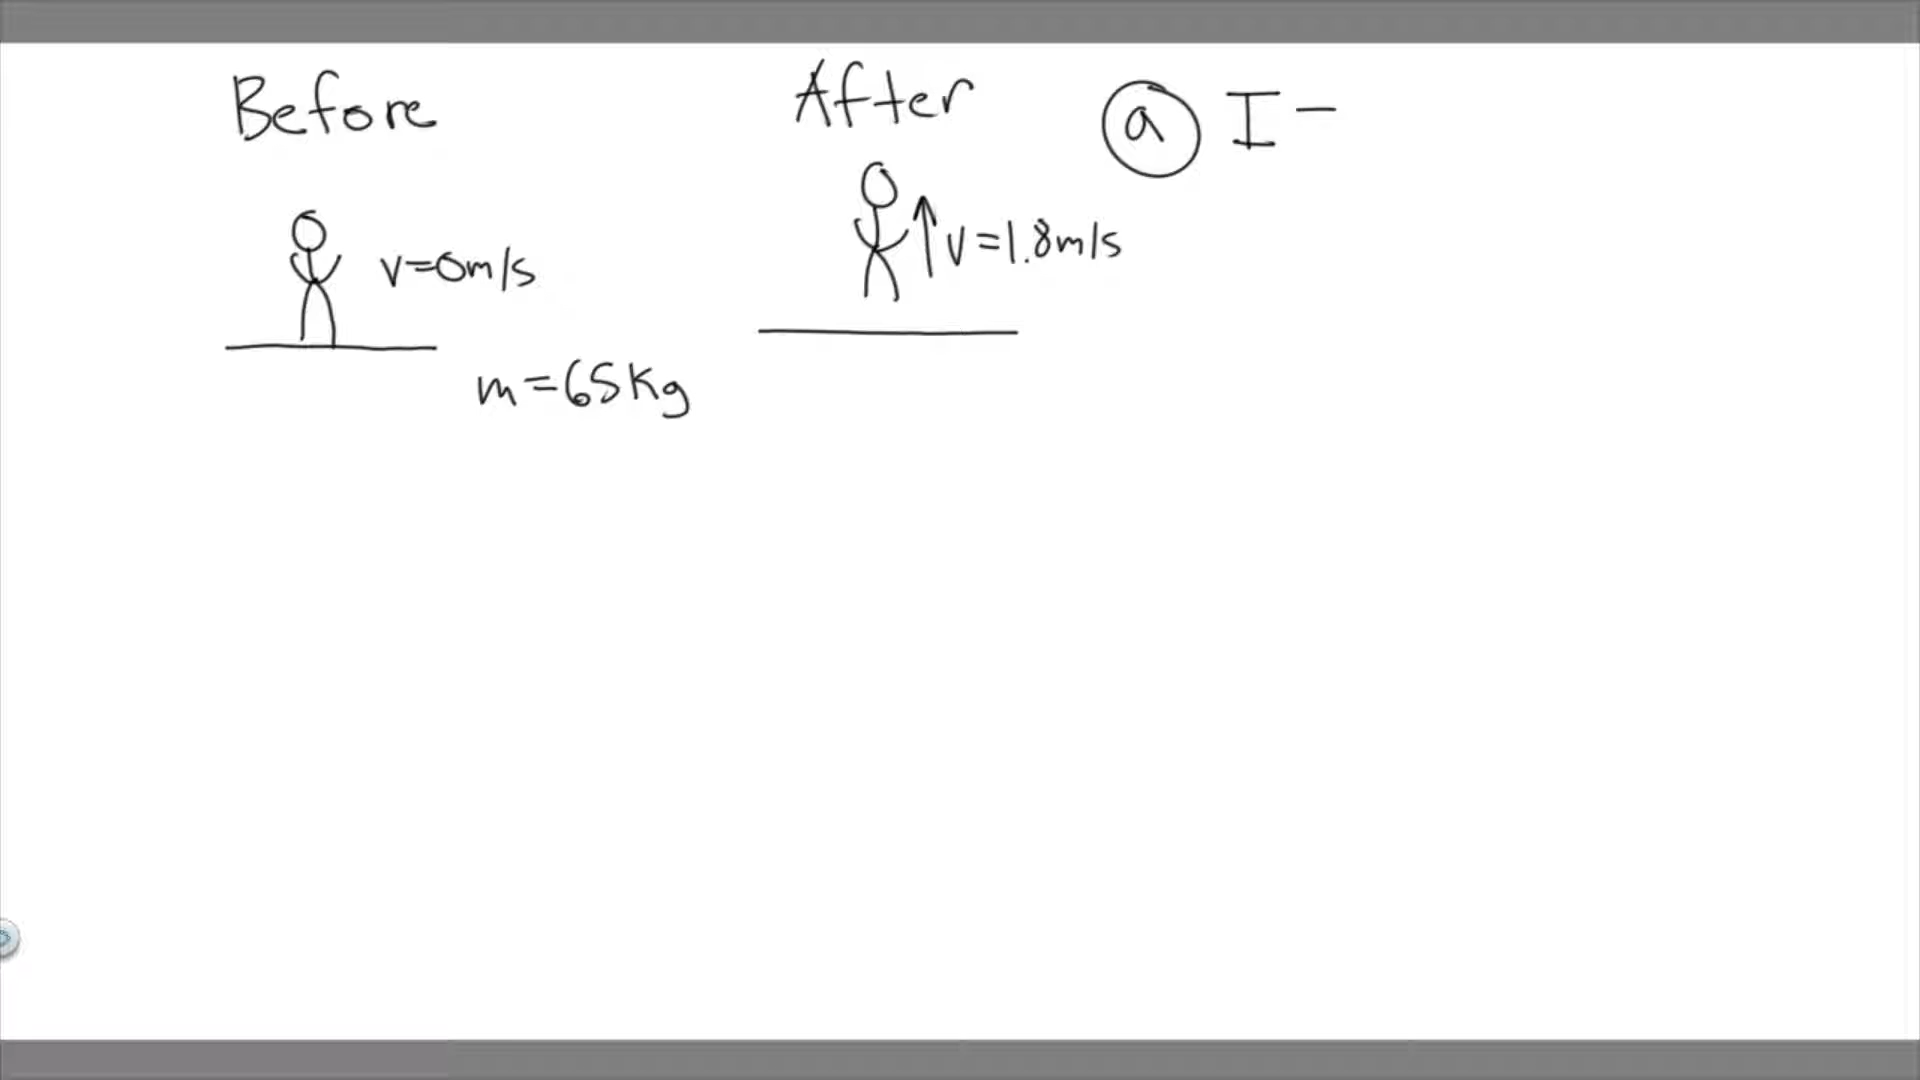 Before
After
a I -
v=0m/s
v=1.8m/s
m=65Kg